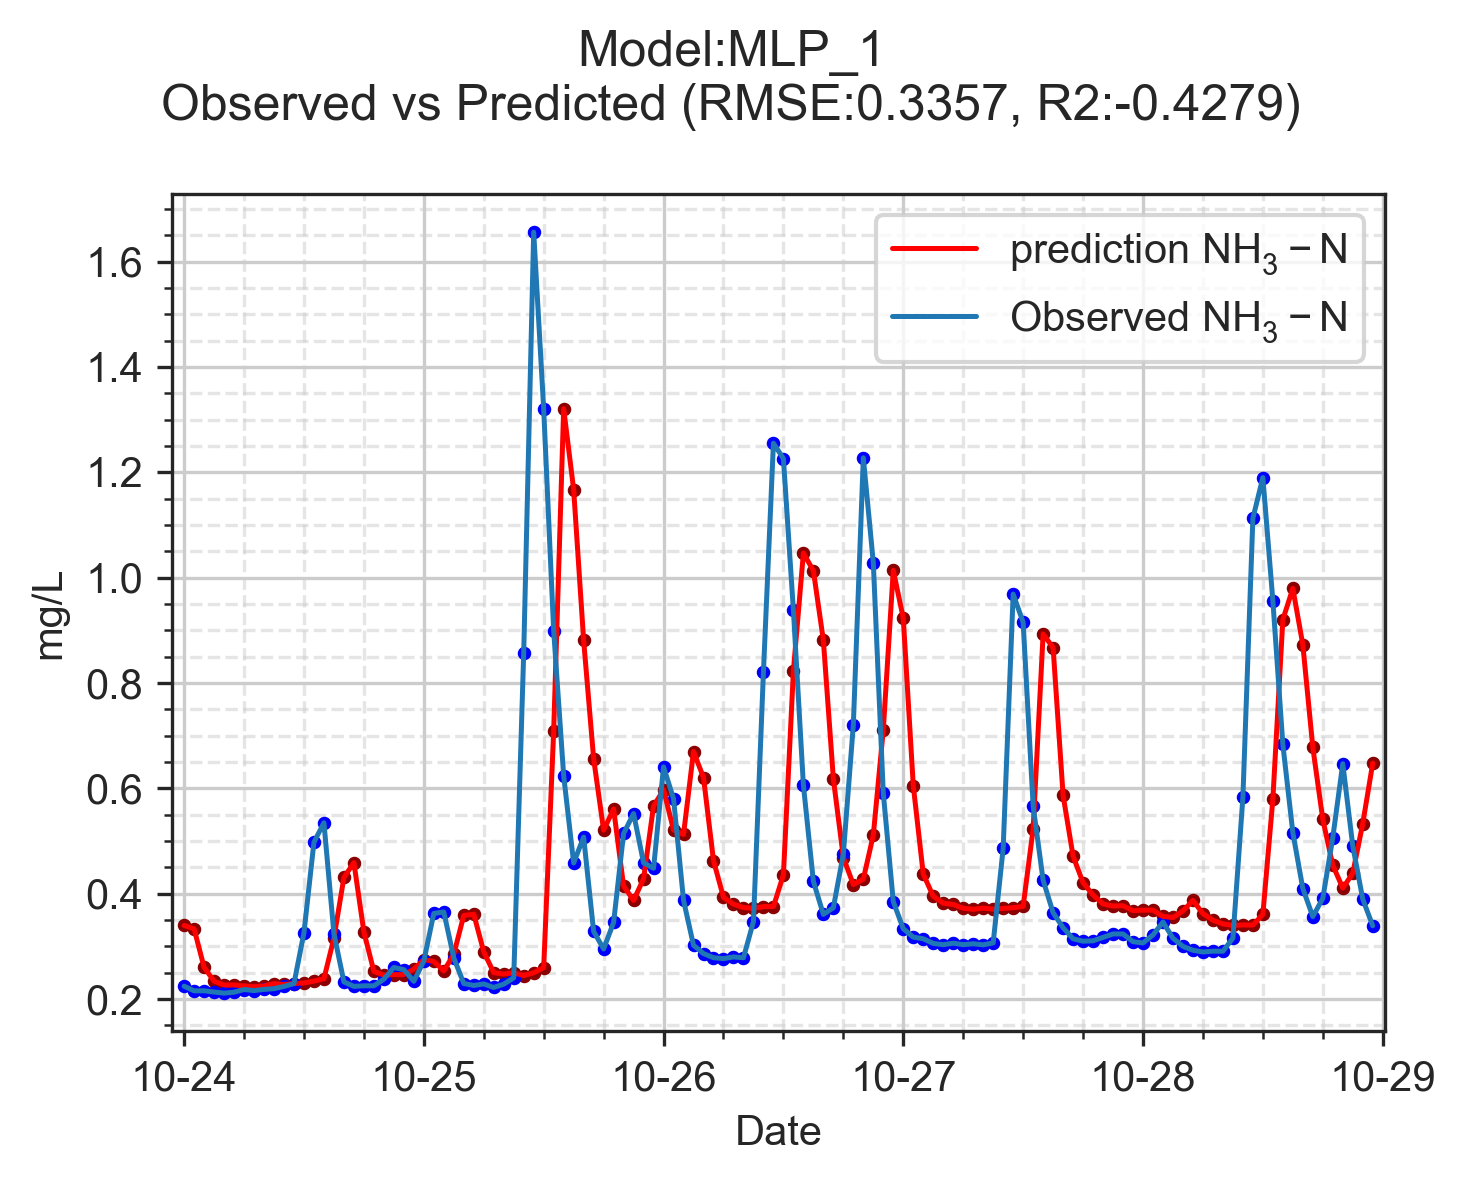 Model:MLP_1
Observed vs Predicted (RMSE:0.3357, R2:-0.4279)
prediction NH₃ − N
Observed NH₃ − N
1.6
1.4
1.2
1.0
0.8
0.6
0.4
0.2
mg/L
10-24 10-25 10-26 10-27 10-28 10-29
Date